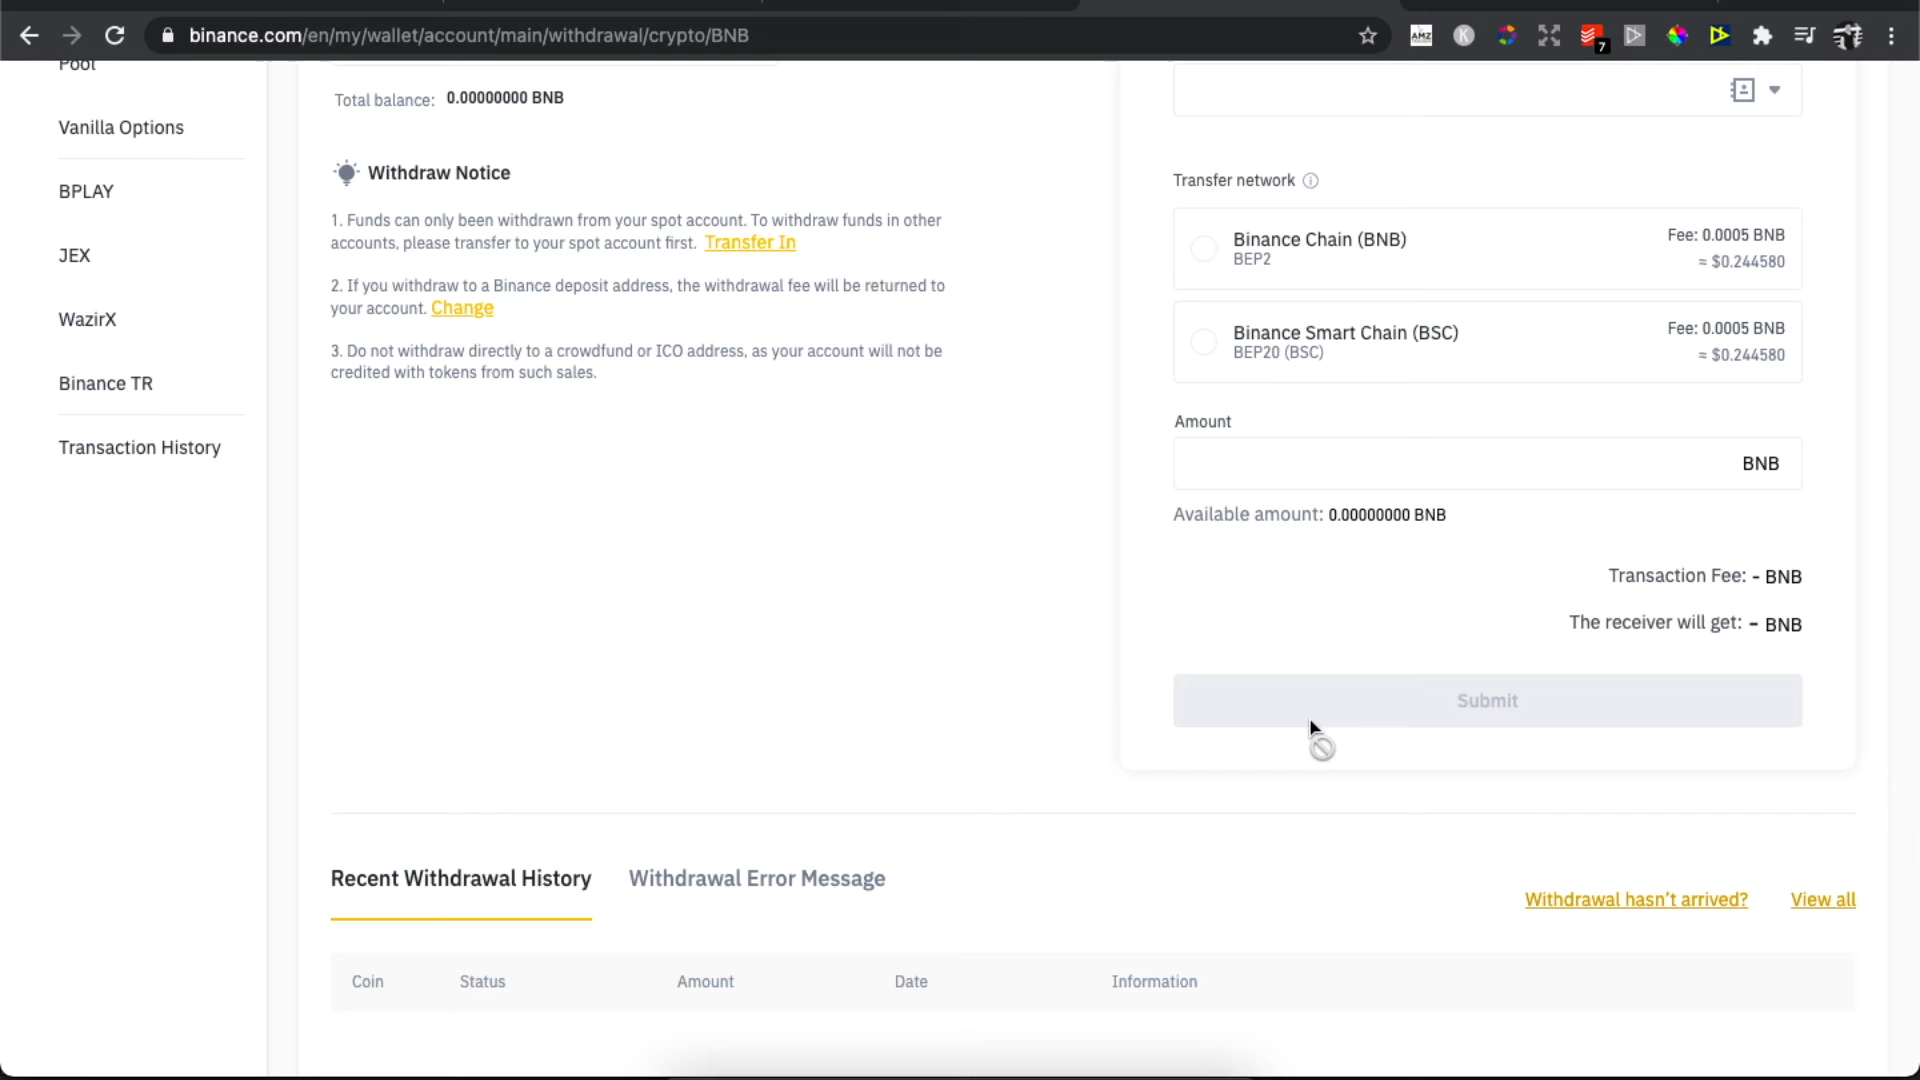 binance.com/en/my/wallet/account/main/withdrawal/crypto/BNB
AMZ
K
7
Pool
Vanilla Options
BPLAY
JEX
WazirX
Binance TR
Transaction History
Total balance: 0.00000000 BNB
Withdraw Notice
1. Funds can only been withdrawn from your spot account. To withdraw funds in other
accounts, please transfer to your spot account first. Transfer In
2. If you withdraw to a Binance deposit address, the withdrawal fee will be returned to
your account. Change
3. Do not withdraw directly to a crowdfund or ICO address, as your account will not be
credited with tokens from such sales.
Transfer network
Binance Chain (BNB) Fee: 0.0005 BNB
BEP2 ≈ $0.244580
Binance Smart Chain (BSC) Fee: 0.0005 BNB
BEP20 (BSC) ≈ $0.244580
Amount
BNB
Available amount: 0.00000000 BNB
Transaction Fee: - BNB
The receiver will get: - BNB
Submit
Recent Withdrawal History Withdrawal Error Message
Withdrawal hasn't arrived? View all
Coin Status Amount Date Information